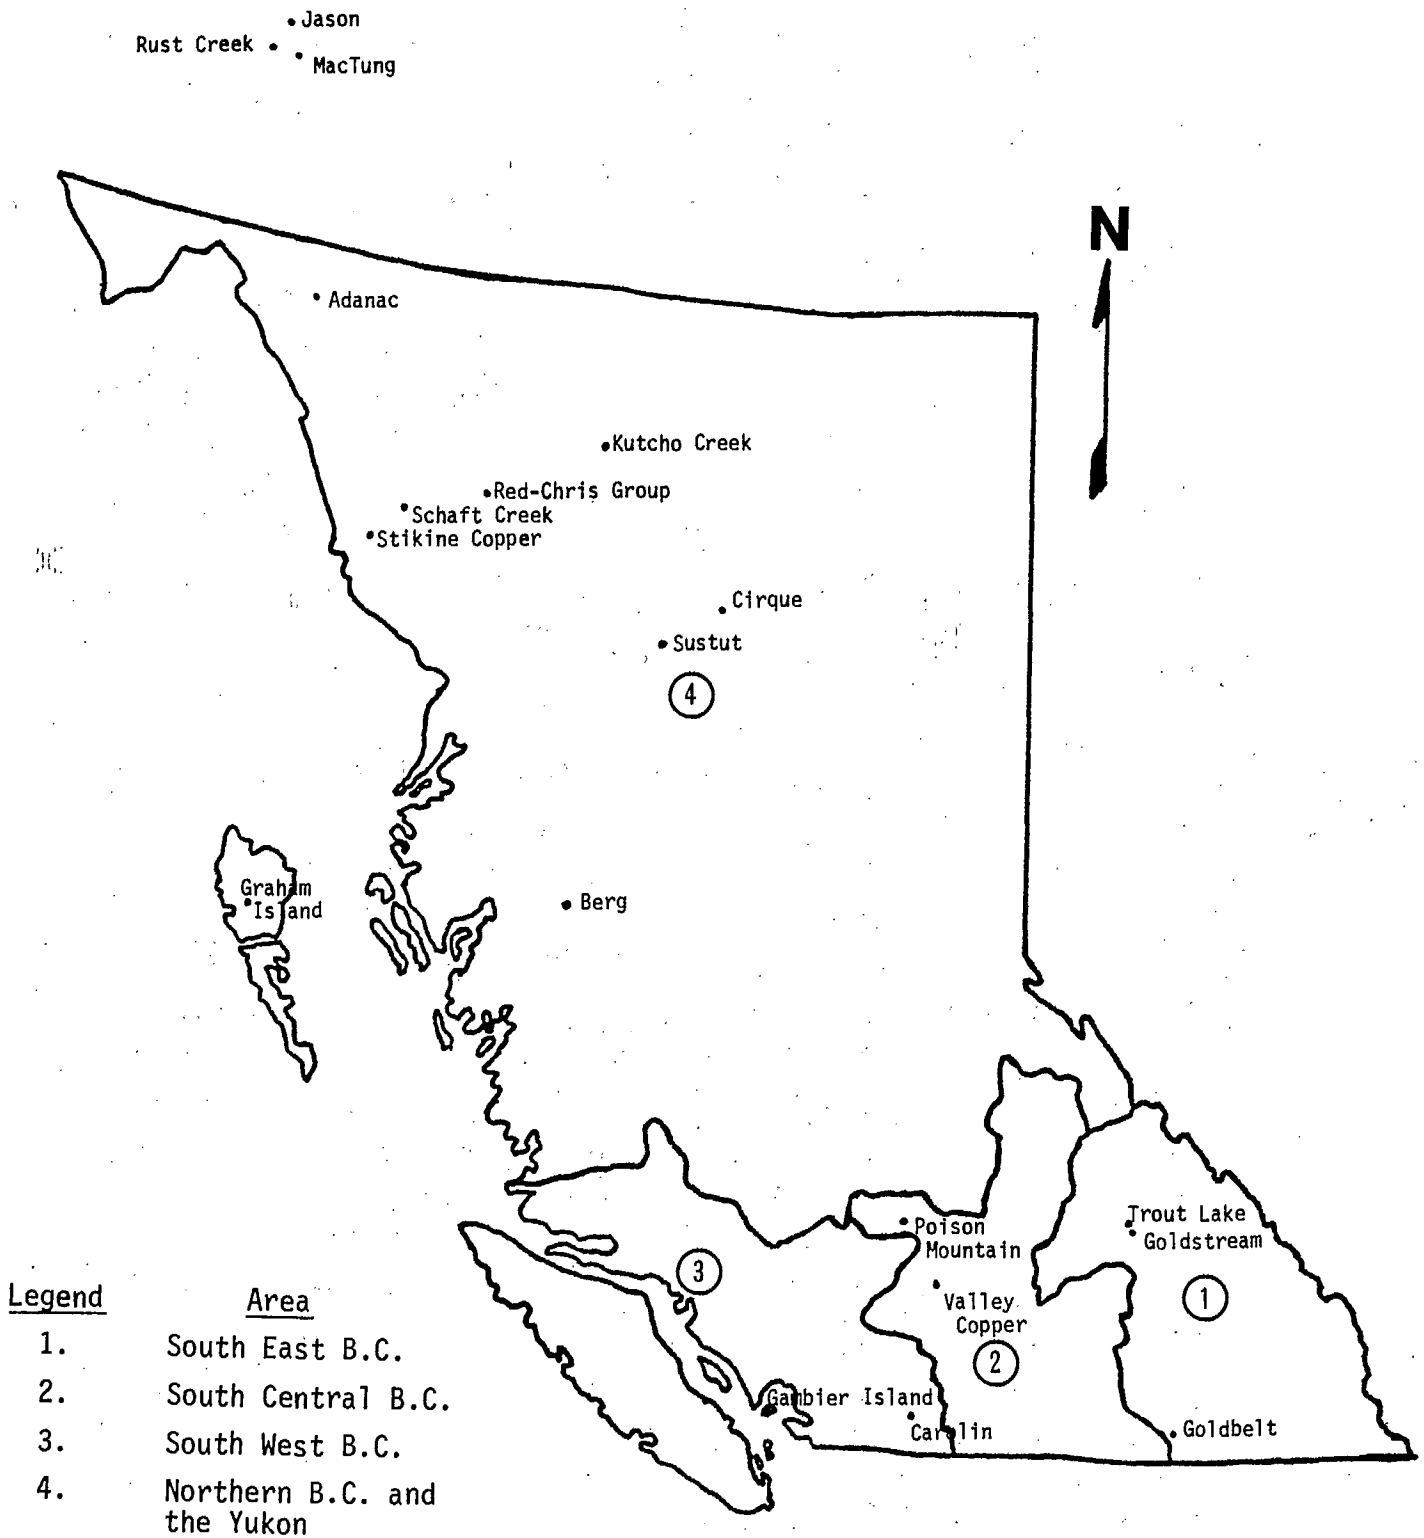 Jason
Rust Creek
MacTung
N
Adanac
Kutcho Creek
Red-Chris Group
Schaft Creek
Stikine Copper
Cirque
Sustut
4
Graham
Island
Berg
Poison
Mountain
Trout Lake
Goldstream
3
1
Valley
Copper
2
Gambier Island
Carolin
Goldbelt
Legend Area
1. South East B.C.
2. South Central B.C.
3. South West B.C.
4. Northern B.C. and
the Yukon